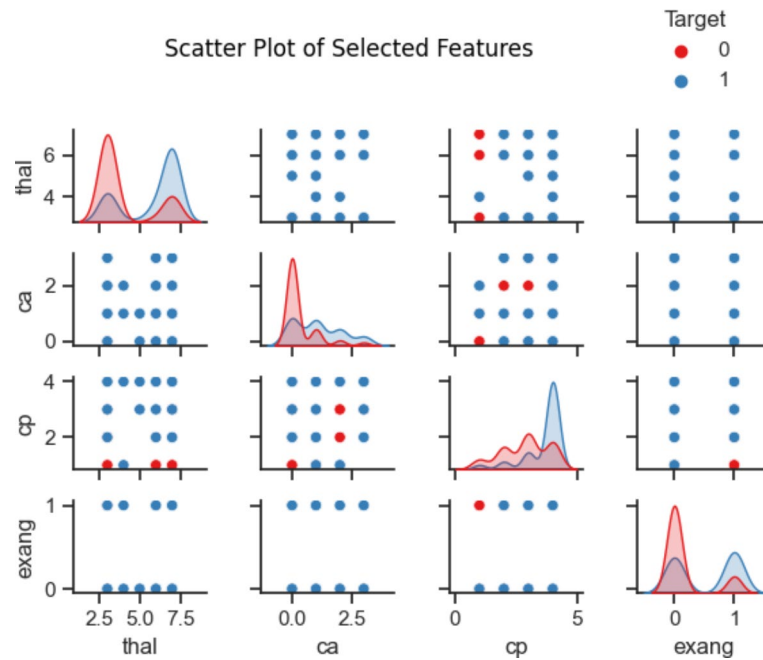 Target
0
1
Scatter Plot of Selected Features
thal
6
4
ca
2
0
cp
4
2
exang
1
0
2.5 5.0 7.5
0.0 2.5
0 5
0 1
thal
ca
cp
exang